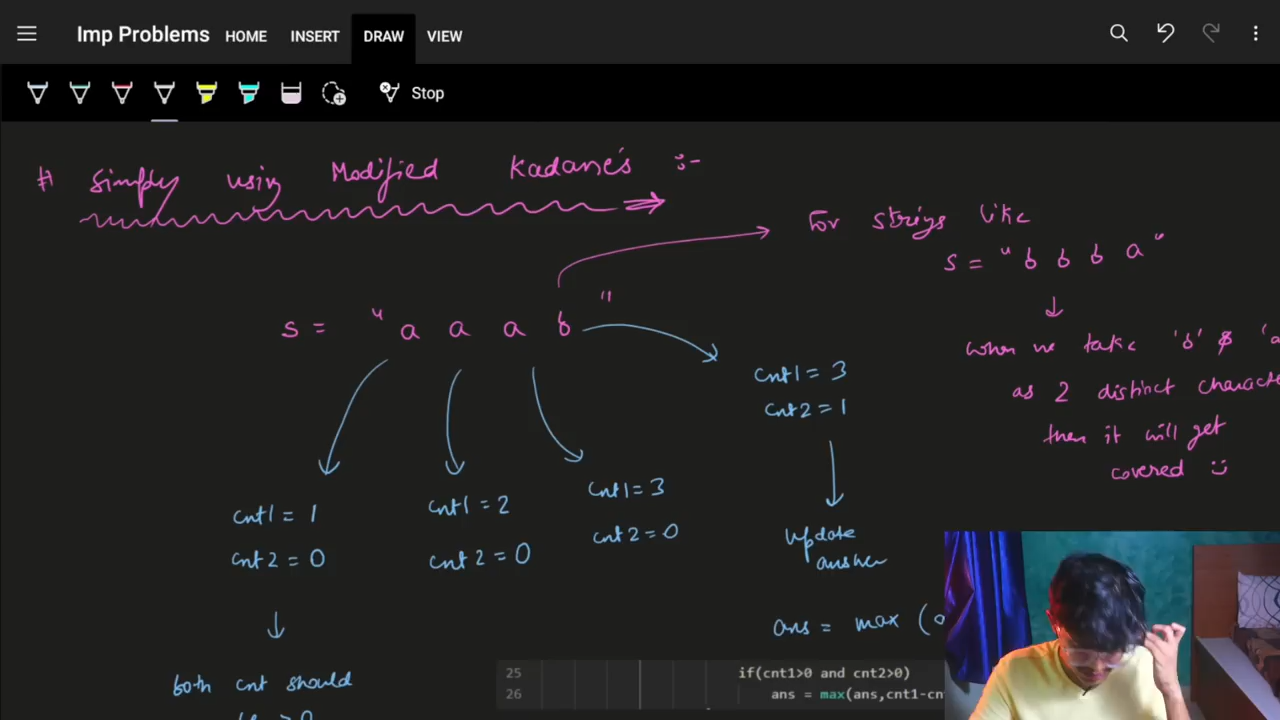 Imp Problems HOME INSERT DRAW VIEW
Stop
# Simply using Modified Kadane's :-
For strings like
s = "b b b a"
s = "a a a b"
when we take 'b' & 'a
as 2 distinct characte
then it will get
covered
cnt1 = 3
cnt2 = 1
cnt1 = 3
cnt2 = 0
cnt1 = 2
cnt2 = 0
cnt1 = 1
cnt2 = 0
update
answer
ans = max (
both cnt should
25 if(cnt1>0 and cnt2>0)
26 ans = max(ans,cnt1-cn